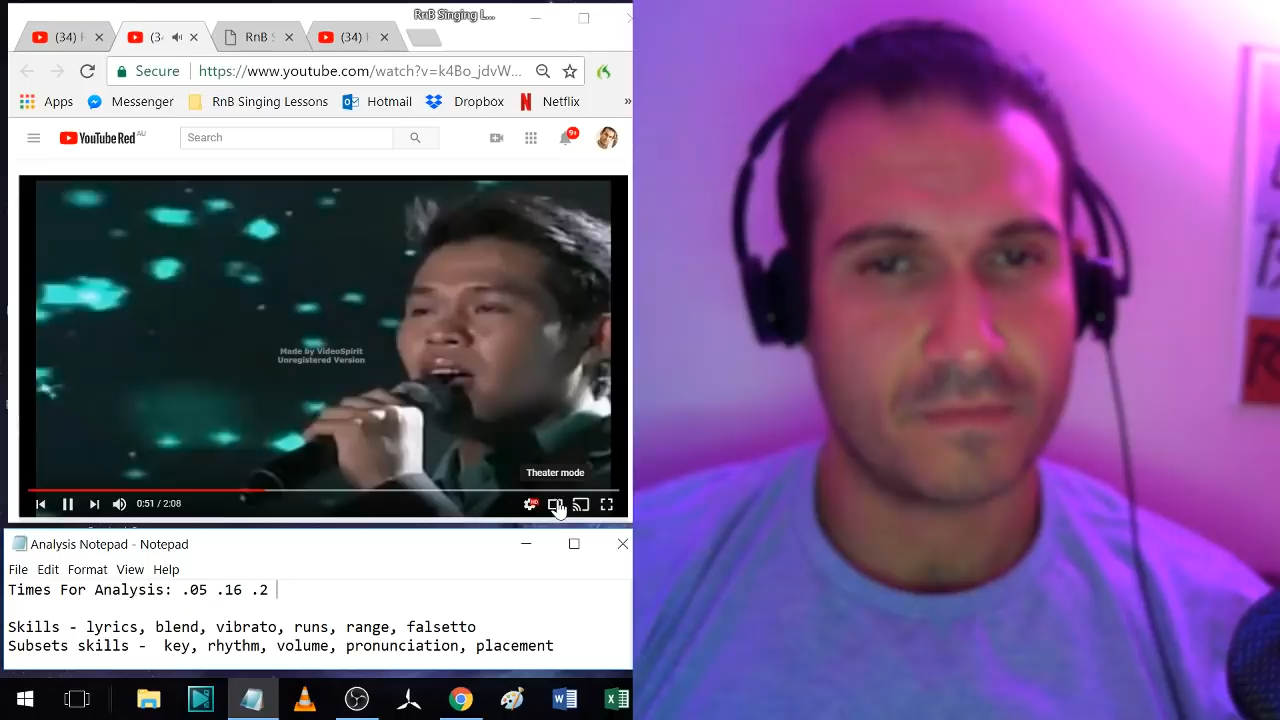 RnB Singing L...
(34)
(3
RnB S
(34)
Secure
https://www.youtube.com/watch?v=k4Bo_jdvW...
Apps
Messenger
RnB Singing Lessons
Hotmail
Dropbox
Netflix
»
YouTube Red AU
Search
9+
Made by VideoSpirit
Unregistered Version
Theater mode
0:51 / 2:08
HD
Analysis Notepad - Notepad
File Edit Format View Help
Times For Analysis: .05 .16 .2
Skills - lyrics, blend, vibrato, runs, range, falsetto
Subsets skills - key, rhythm, volume, pronunciation, placement